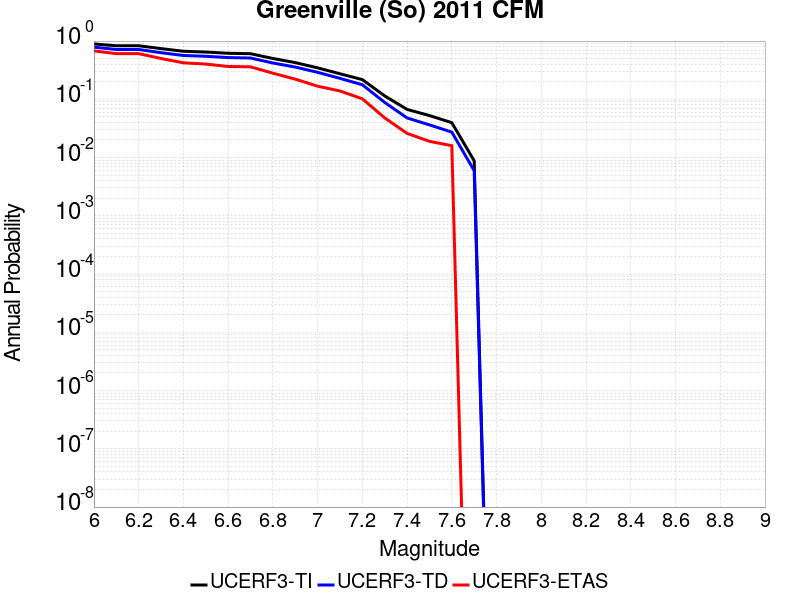 Greenville (So) 2011 CFM
Annual Probability
10^0
10^-1
10^-2
10^-3
10^-4
10^-5
10^-6
10^-7
10^-8
6 6.2 6.4 6.6 6.8 7 7.2 7.4 7.6 7.8 8 8.2 8.4 8.6 8.8 9
Magnitude
UCERF3-TI UCERF3-TD UCERF3-ETAS